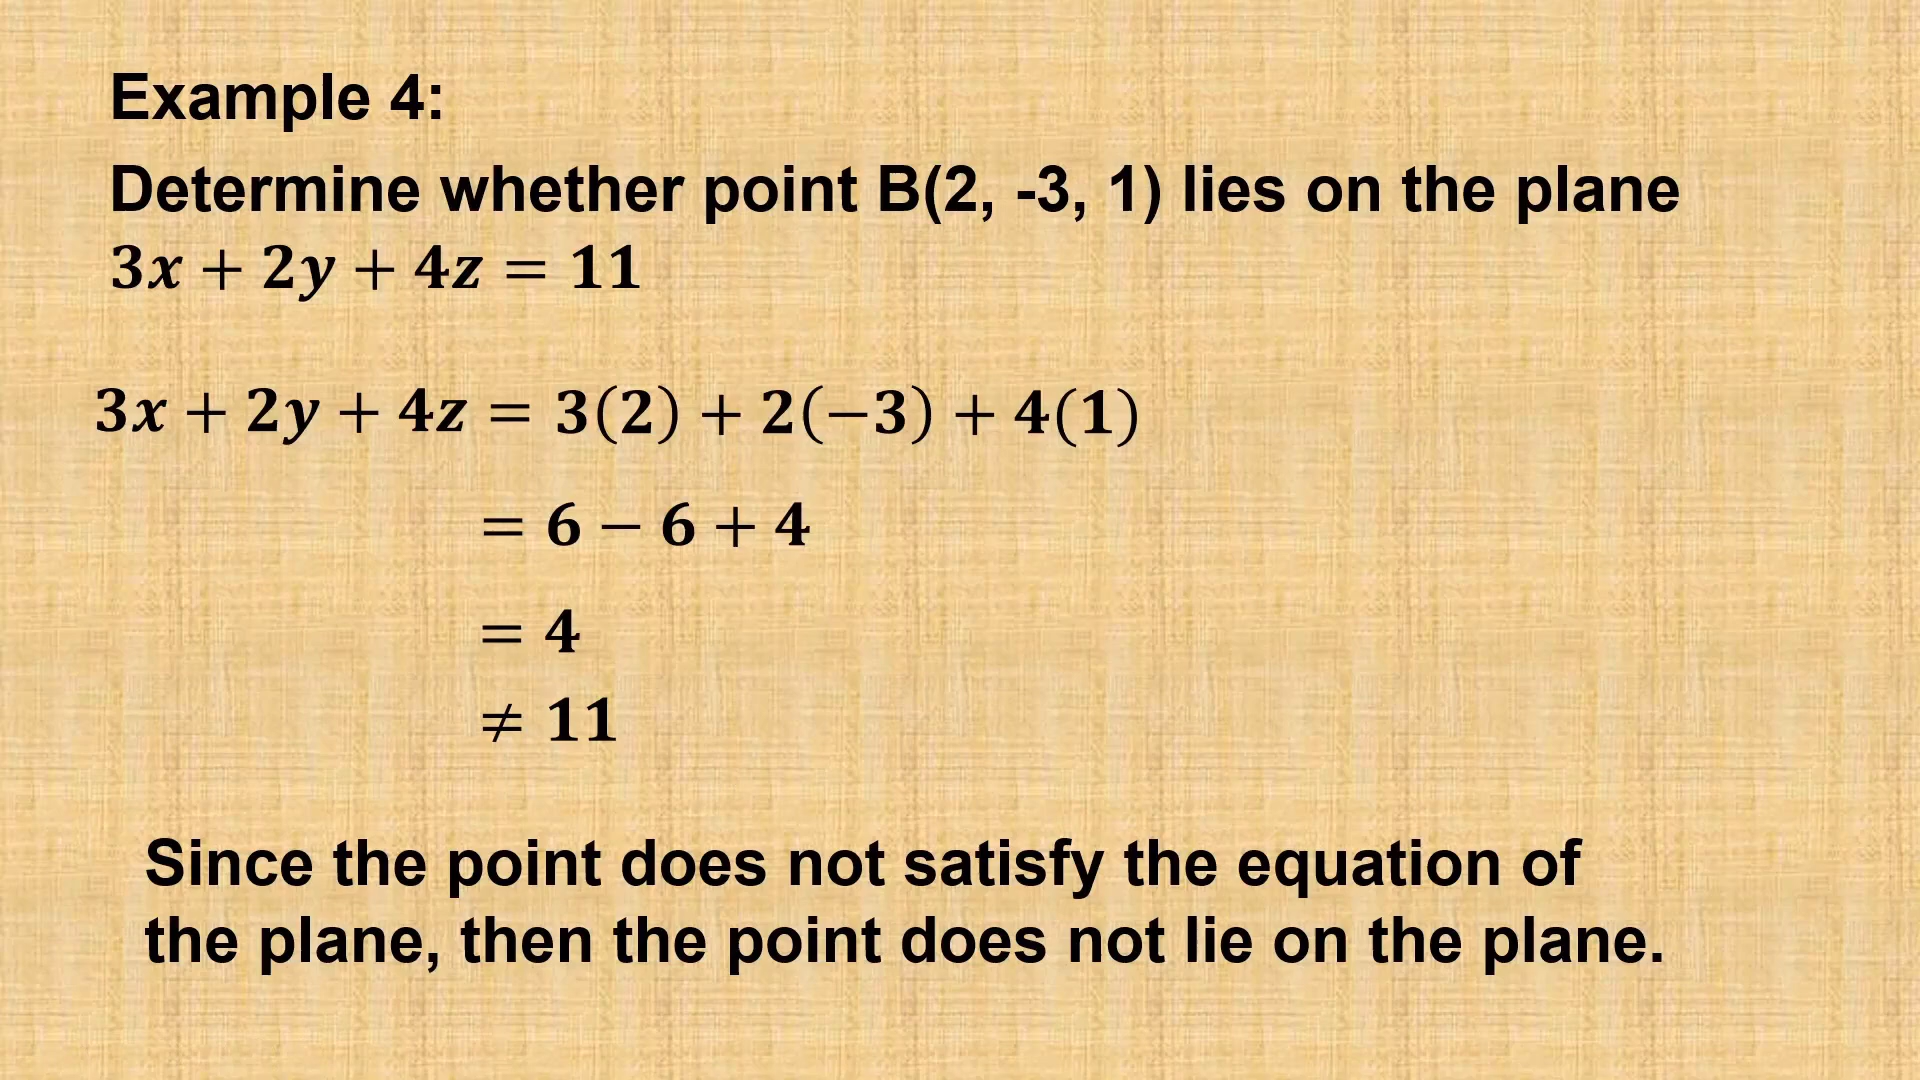 Example 4:
Determine whether point B(2, -3, 1) lies on the plane
3x + 2y + 4z = 11
3x + 2y + 4z = 3(2) + 2(−3) + 4(1)
= 6 − 6 + 4
= 4
≠ 11
Since the point does not satisfy the equation of
the plane, then the point does not lie on the plane.